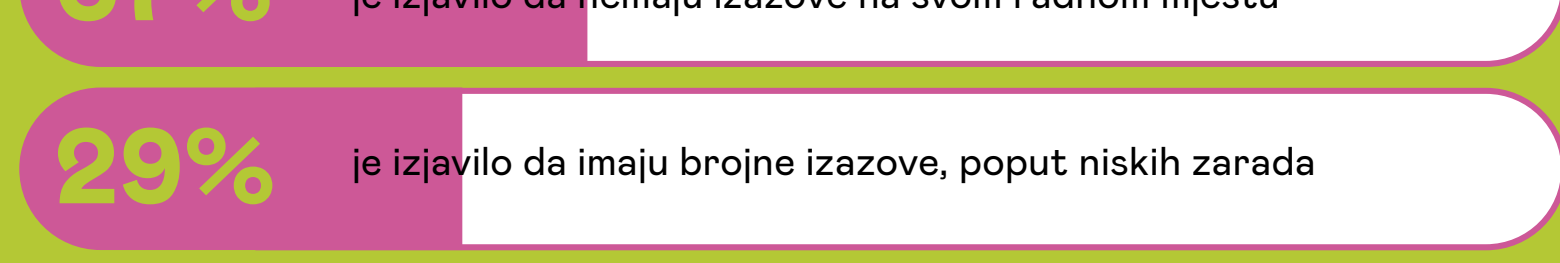 je izjavilo da nemaju izazove na svom radnom mjestu
29%
je izjavilo da imaju brojne izazove, poput niskih zarada